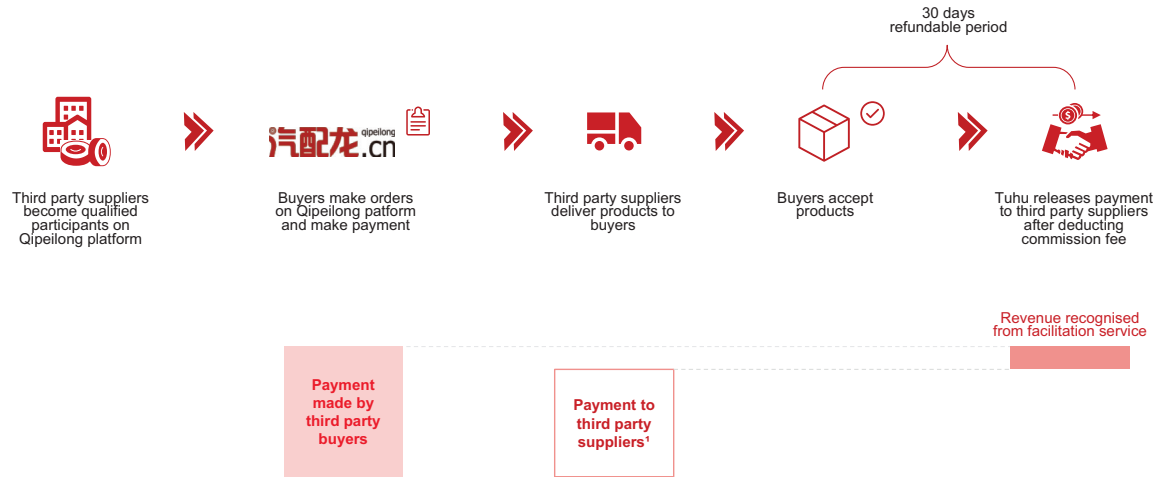 30 days
refundable period
汽配龙.cn
qipeilong
Third party suppliers
become qualified
participants on
Qipeilong platform
Buyers make orders
on Qipeilong patform
and make payment
Third party suppliers
deliver products to
buyers
Buyers accept
products
Tuhu releases payment
to third party suppliers
after deducting
commission fee
Revenue recognised
from facilitation service
Payment
made by
third party
buyers
Payment to
third party
suppliers¹